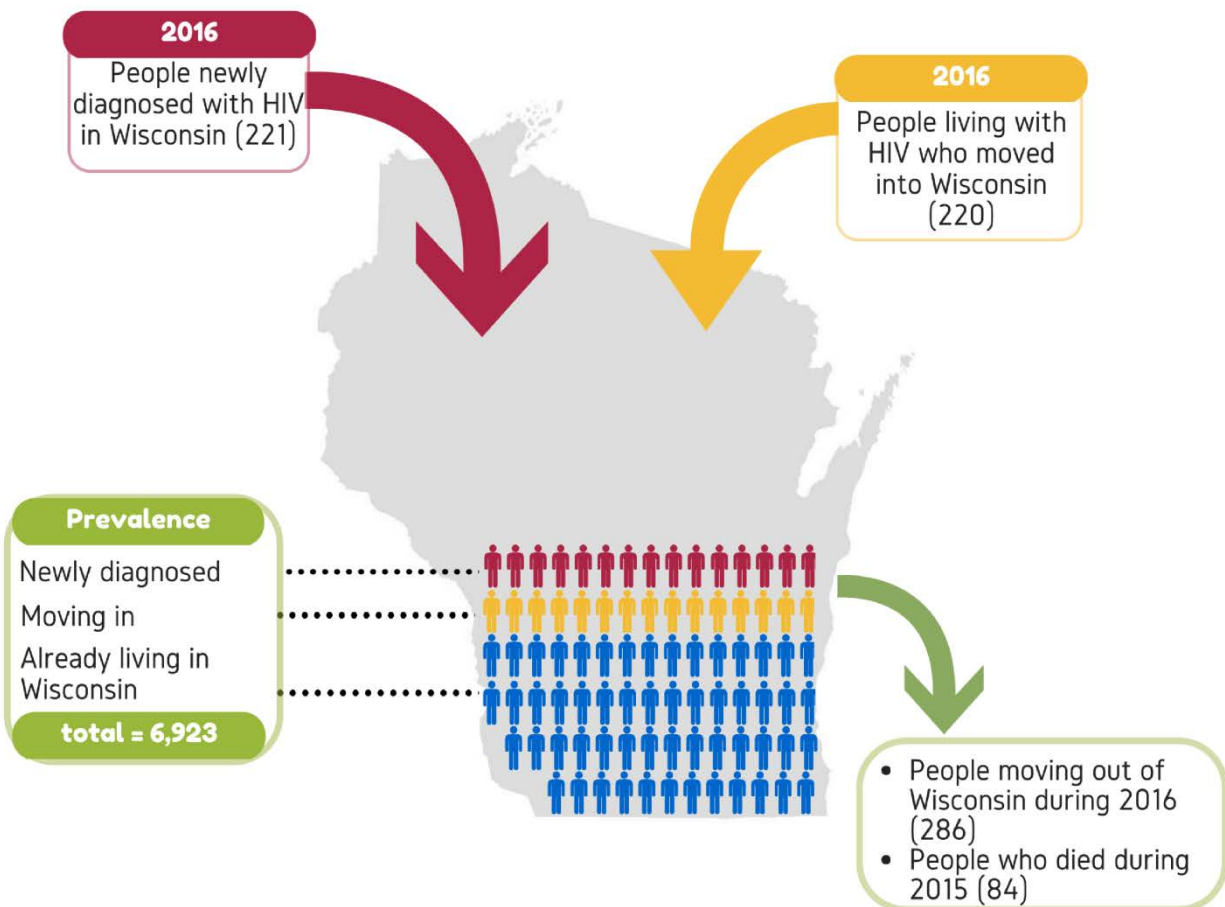 2016
People newly
diagnosed with HIV
in Wisconsin (221)
2016
People living with
HIV who moved
into Wisconsin
(220)
Prevalence
Newly diagnosed
Moving in
Already living in
Wisconsin
total = 6,923
• People moving out of
Wisconsin during 2016
(286)
• People who died during
2015 (84)